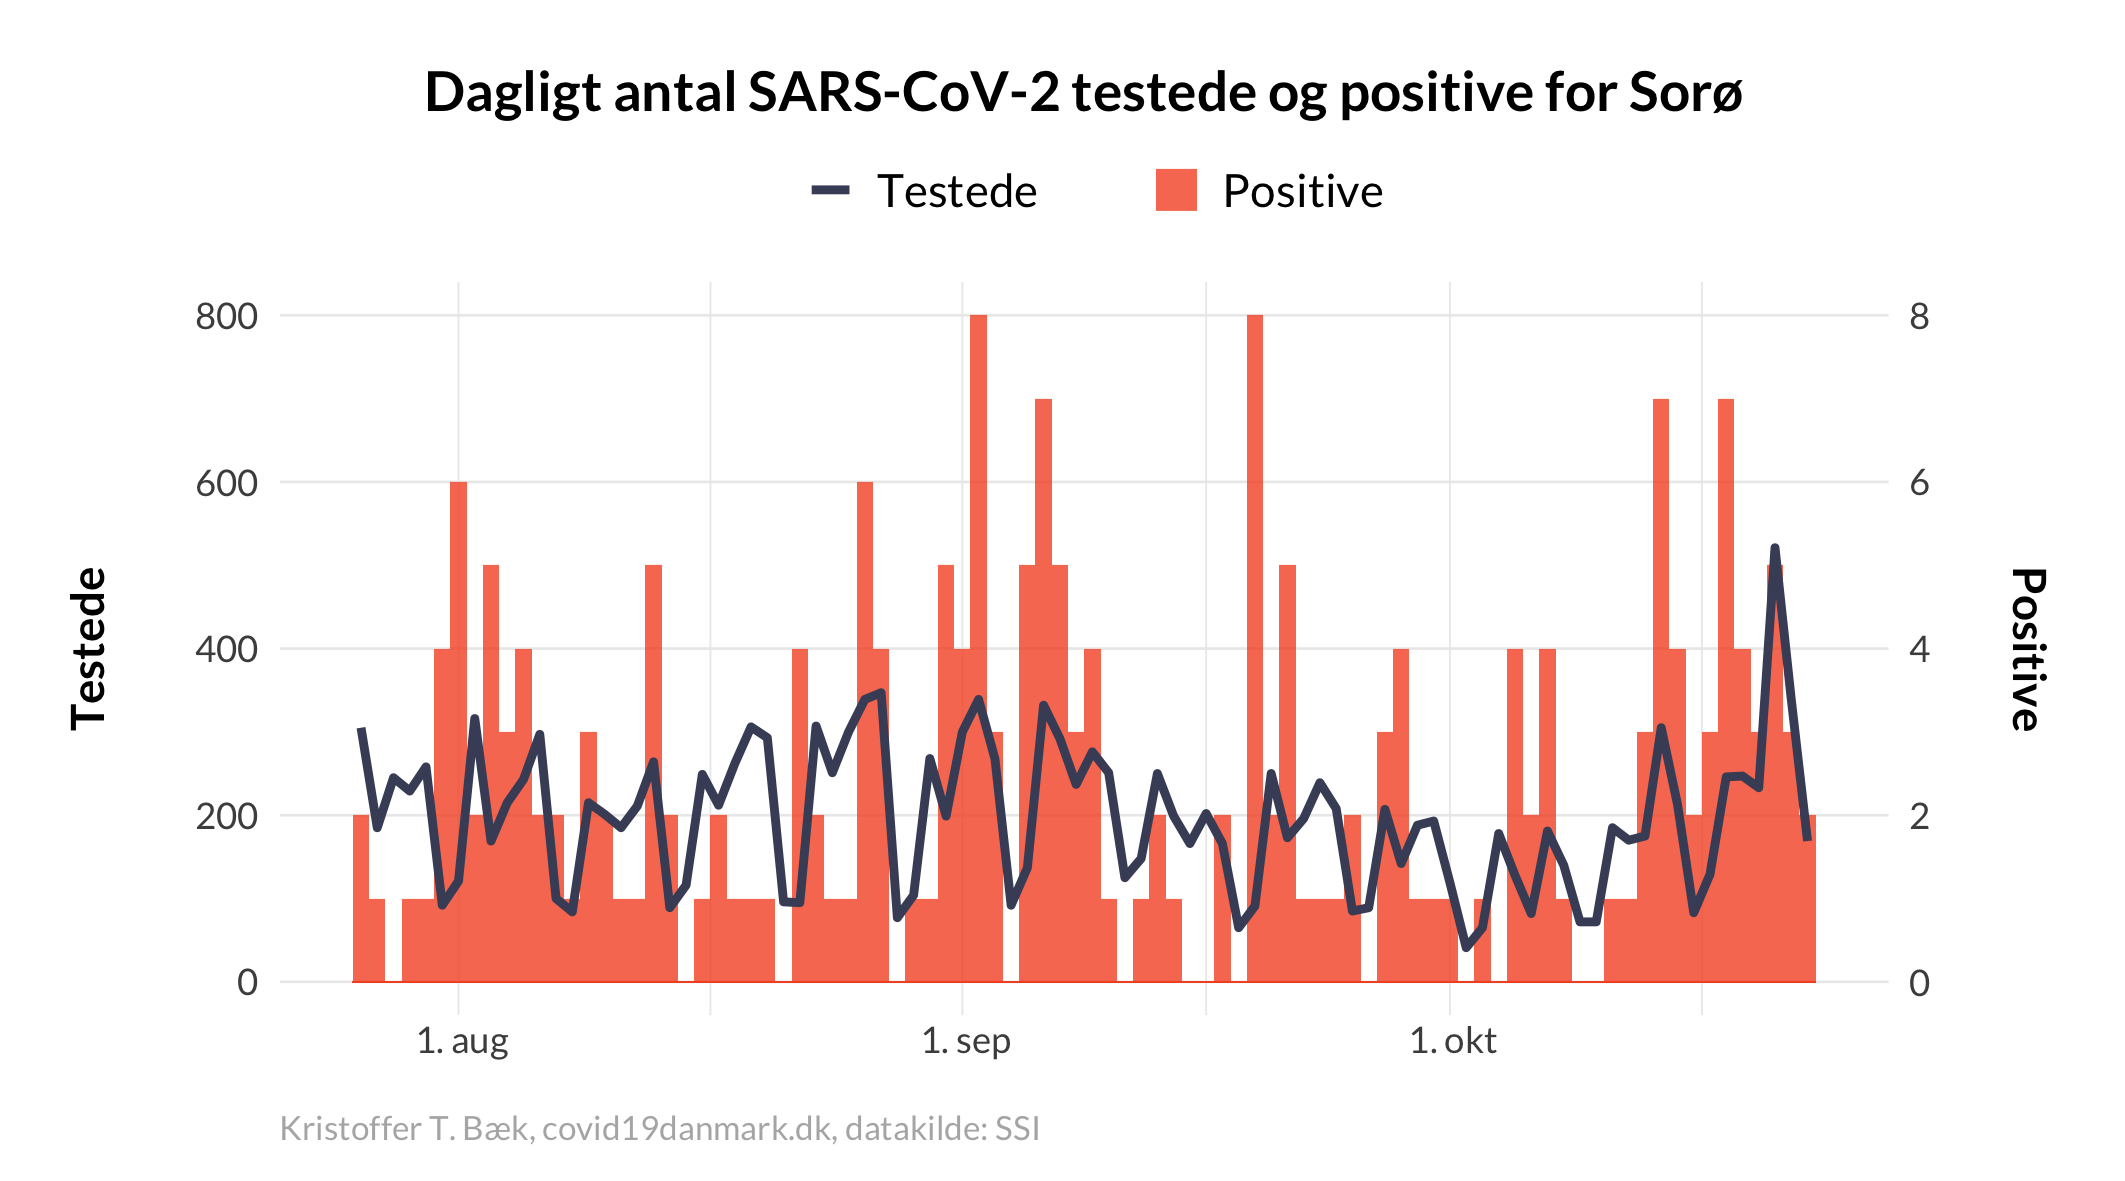 Dagligt antal SARS-CoV-2 testede og positive for Sorø
Testede
Positive
800
600
400
200
0
8
6
4
2
0
Testede
Positive
1. aug
1. sep
1. okt
Kristoffer T. Bæk, covid19danmark.dk, datakilde: SSI